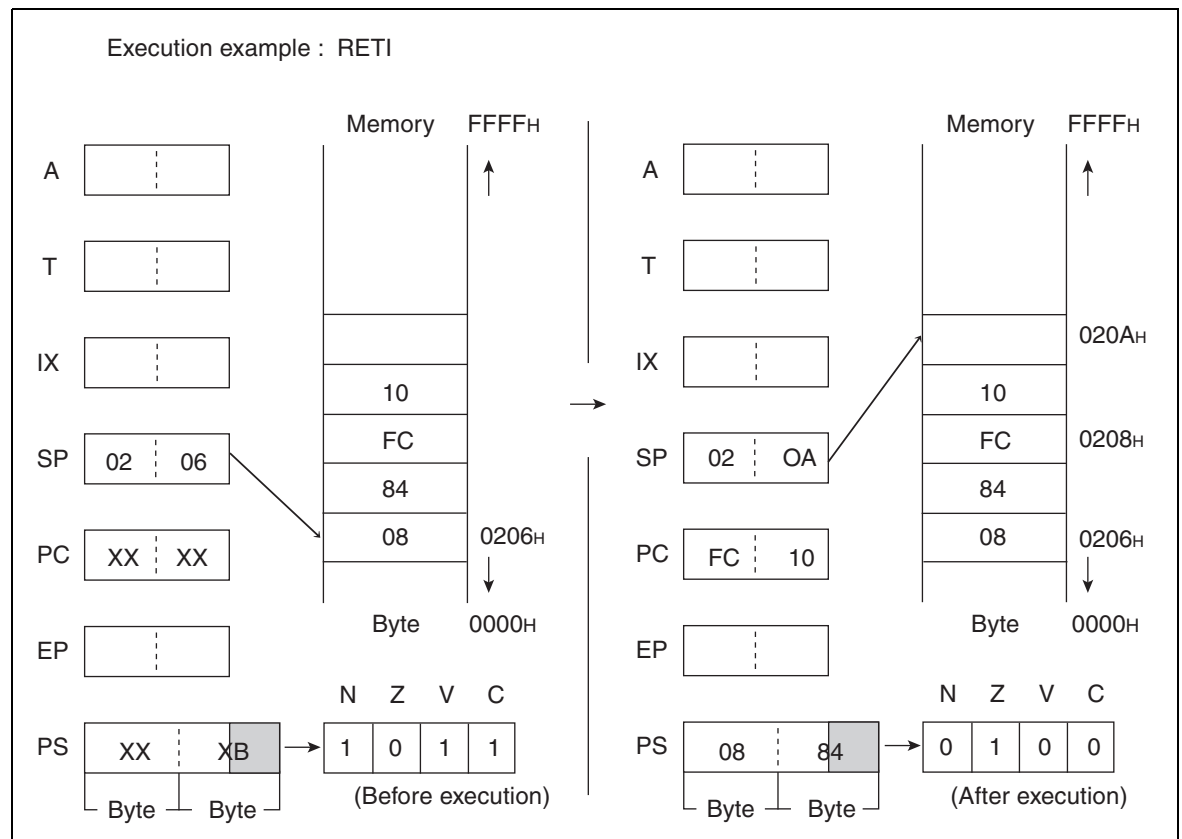 Execution example : RETI
Memory FFFFH
A
T
IX
10
FC
SP 02 06
84
08 0206H
PC XX XX
Byte 0000H
EP
N Z V C
PS XX XB 1 0 1 1
Byte Byte (Before execution)
Memory FFFFH
A
T
020AH
IX
10
FC 0208H
SP 02 OA
84
08 0206H
PC FC 10
Byte 0000H
EP
N Z V C
PS 08 84 0 1 0 0
Byte Byte (After execution)